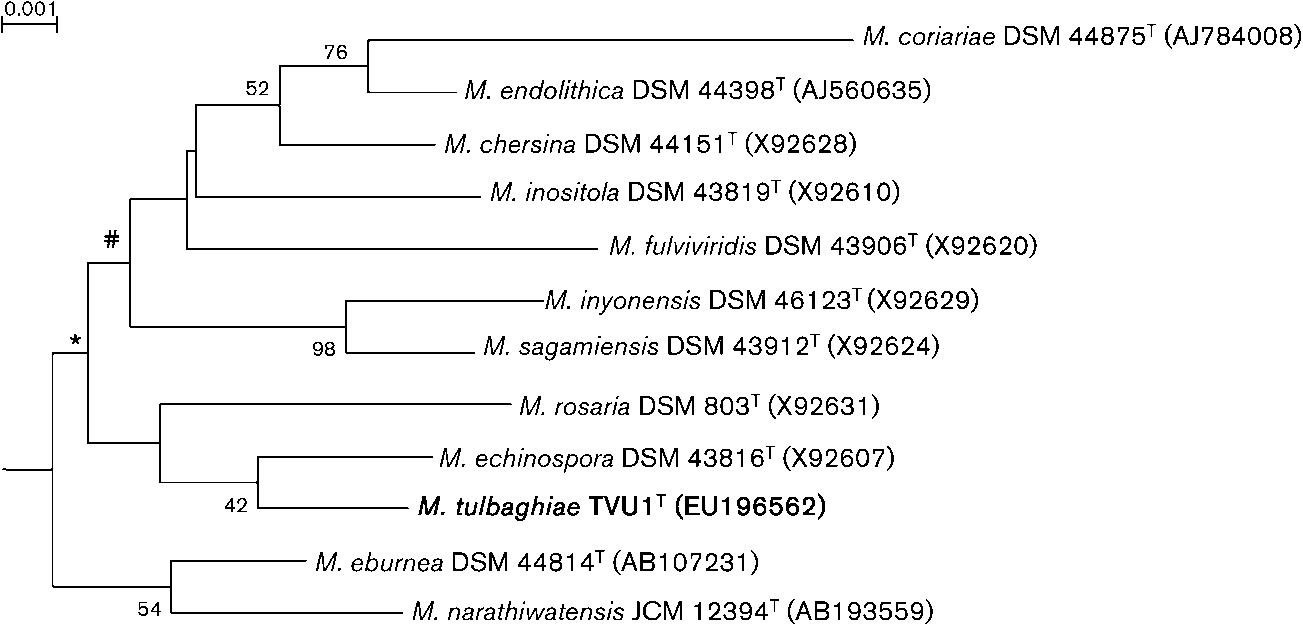 0.001
76
M. coriariae DSM 44875ᵀ (AJ784008)
52
M. endolithica DSM 44398ᵀ (AJ560635)
M. chersina DSM 44151ᵀ (X92628)
M. inositola DSM 43819ᵀ (X92610)
#
M. fulviviridis DSM 43906ᵀ (X92620)
M. inyonensis DSM 46123ᵀ (X92629)
*
98
M. sagamiensis DSM 43912ᵀ (X92624)
M. rosaria DSM 803ᵀ (X92631)
M. echinospora DSM 43816ᵀ (X92607)
42
M. tulbaghiae TVU1ᵀ (EU196562)
M. eburnea DSM 44814ᵀ (AB107231)
54
M. narathiwatensis JCM 12394ᵀ (AB193559)